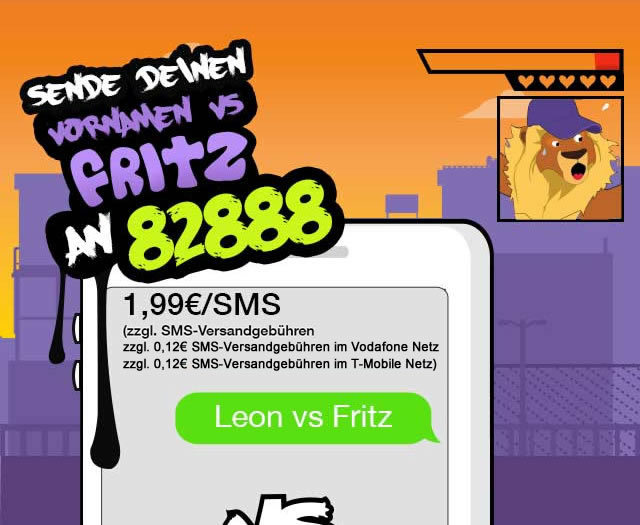 SENDE DEINEN
VORNAMEN VS
FRITZ
AN 82888
1,99€/SMS
(zzgl. SMS-Versandgebühren
zzgl. 0,12€ SMS-Versandgebühren im Vodafone Netz
zzgl. 0,12€ SMS-Versandgebühren im T-Mobile Netz)
Leon vs Fritz